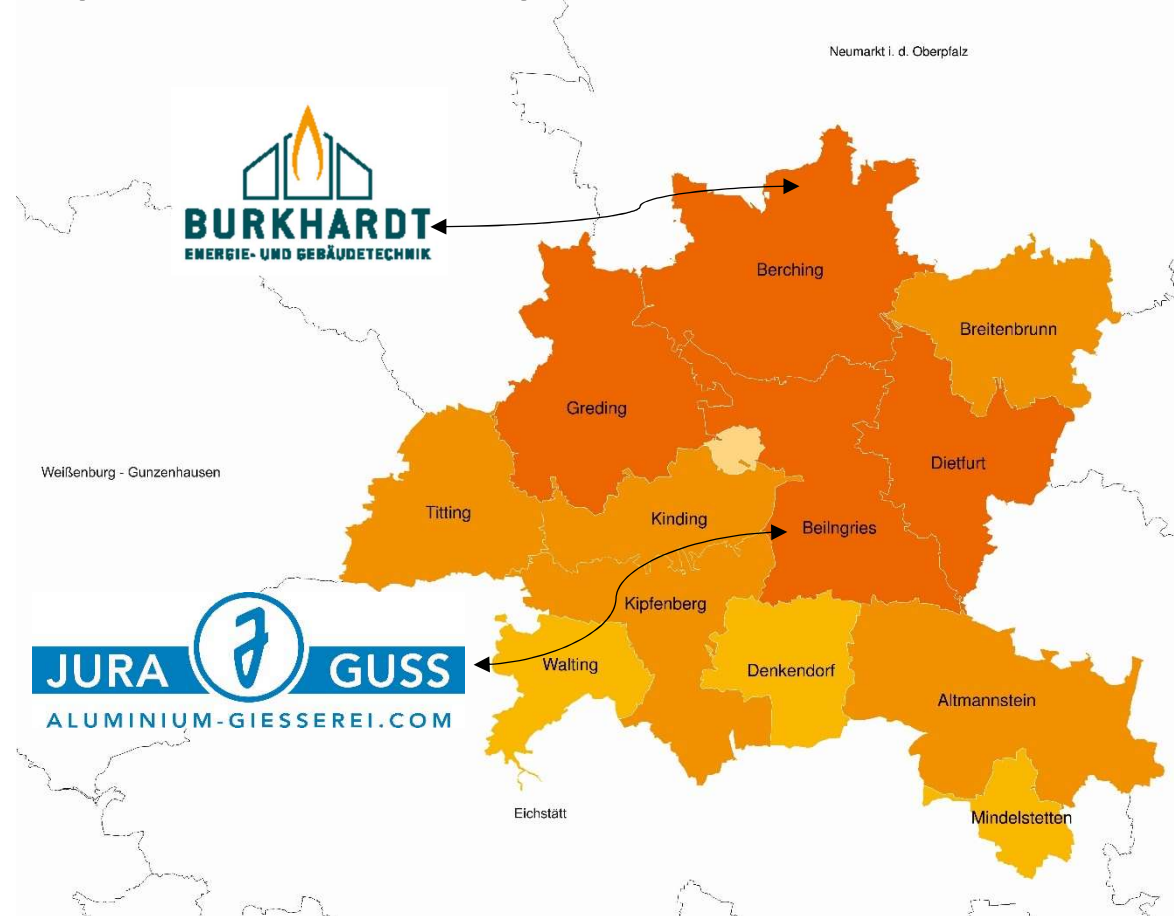 Neumarkt i. d. Oberpfalz
BURKHARDT
ENERGIE- UND GEBÄUDETECHNIK
Berching
Breitenbrunn
Greding
Dietfurt
Weißenburg - Gunzenhausen
Titting
Kinding
Beilngries
Kipfenberg
JURA J GUSS
ALUMINIUM-GIESSEREI.COM
Walting
Denkendorf
Altmannstein
Eichstätt
Mindelstetten